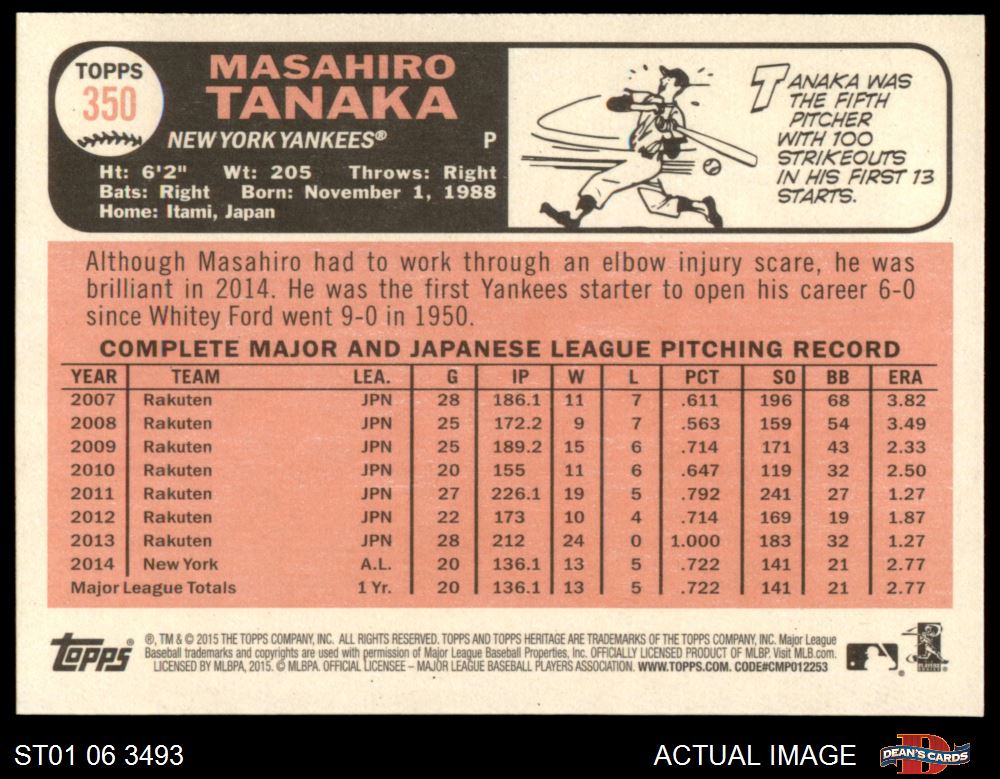 TOPPS
350
MASAHIRO
TANAKA
NEW YORK YANKEES® P
Ht: 6'2" Wt: 205 Throws: Right
Bats: Right Born: November 1, 1988
Home: Itami, Japan
TANAKA WAS
THE FIFTH
PITCHER
WITH 100
STRIKEOUTS
IN HIS FIRST 13
STARTS.
Although Masahiro had to work through an elbow injury scare, he was
brilliant in 2014. He was the first Yankees starter to open his career 6-0
since Whitey Ford went 9-0 in 1950.
COMPLETE MAJOR AND JAPANESE LEAGUE PITCHING RECORD
YEAR TEAM LEA. G IP W L PCT SO BB ERA
2007 Rakuten JPN 28 186.1 11 7 .611 196 68 3.82
2008 Rakuten JPN 25 172.2 9 7 .563 159 54 3.49
2009 Rakuten JPN 25 189.2 15 6 .714 171 43 2.33
2010 Rakuten JPN 20 155 11 6 .647 119 32 2.50
2011 Rakuten JPN 27 226.1 19 5 .792 241 27 1.27
2012 Rakuten JPN 22 173 10 4 .714 169 19 1.87
2013 Rakuten JPN 28 212 24 0 1.000 183 32 1.27
2014 New York A.L. 20 136.1 13 5 .722 141 21 2.77
Major League Totals 1 Yr. 20 136.1 13 5 .722 141 21 2.77
Topps
®, TM & © 2015 THE TOPPS COMPANY, INC. ALL RIGHTS RESERVED. TOPPS AND TOPPS HERITAGE ARE TRADEMARKS OF THE TOPPS COMPANY, INC. Major League
Baseball trademarks and copyrights are used with permission of Major League Baseball Properties, Inc. OFFICIALLY LICENSED PRODUCT OF MLBP. Visit MLB.com.
LICENSED BY MLBPA, 2015. © MLBPA. OFFICIAL LICENSEE – MAJOR LEAGUE BASEBALL PLAYERS ASSOCIATION. WWW.TOPPS.COM. CODE#CMP012253
ST01 06 3493
ACTUAL IMAGE
DEAN'S CARDS